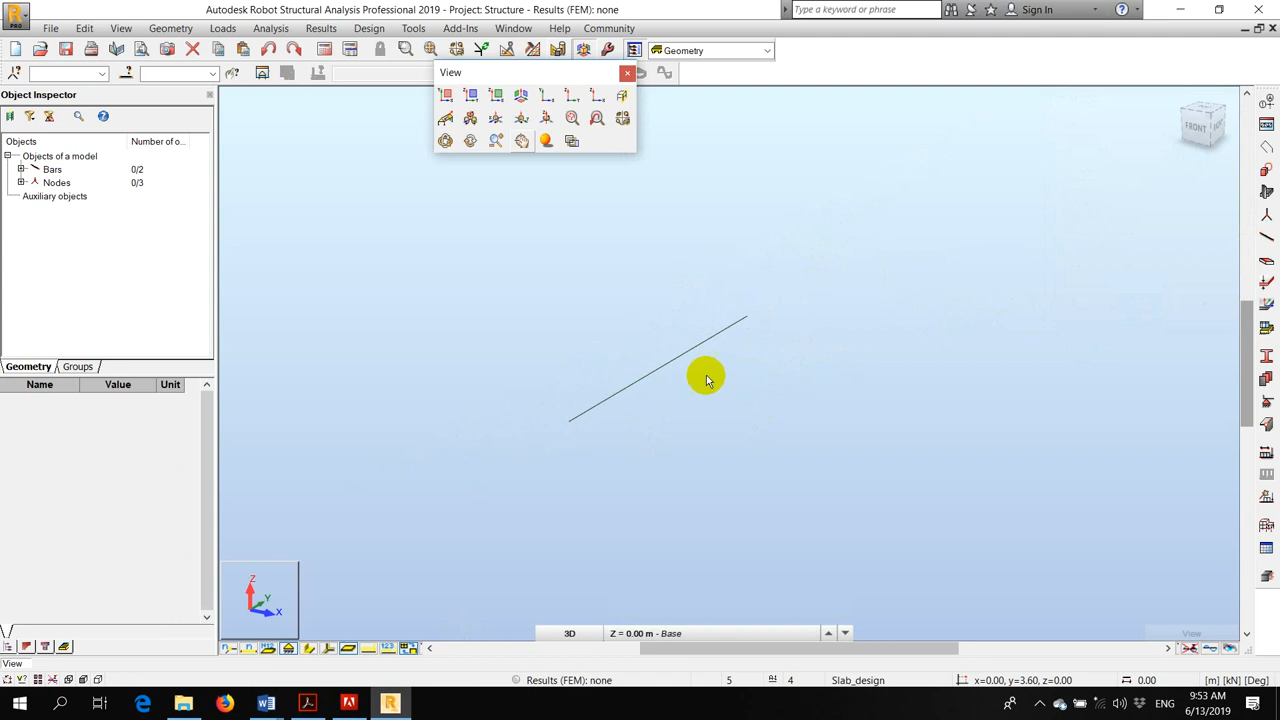 Autodesk Robot Structural Analysis Professional 2019 - Project: Structure - Results (FEM): none
Type a keyword or phrase
Sign In
PRO
File Edit View Geometry Loads Analysis Results Design Tools Add-Ins Window Help Community
Geometry
View
Object Inspector
Objects Number of o...
Objects of a model
Bars 0/2
Nodes 0/3
Auxiliary objects
Geometry Groups
Name Value Unit
FRONT
Z
Y
X
3D Z = 0.00 m - Base
View
View
Results (FEM): none 5 4 Slab_design x=0.00, y=3.60, z=0.00 0.00 [m] [kN] [Deg]
ENG
9:53 AM
6/13/2019